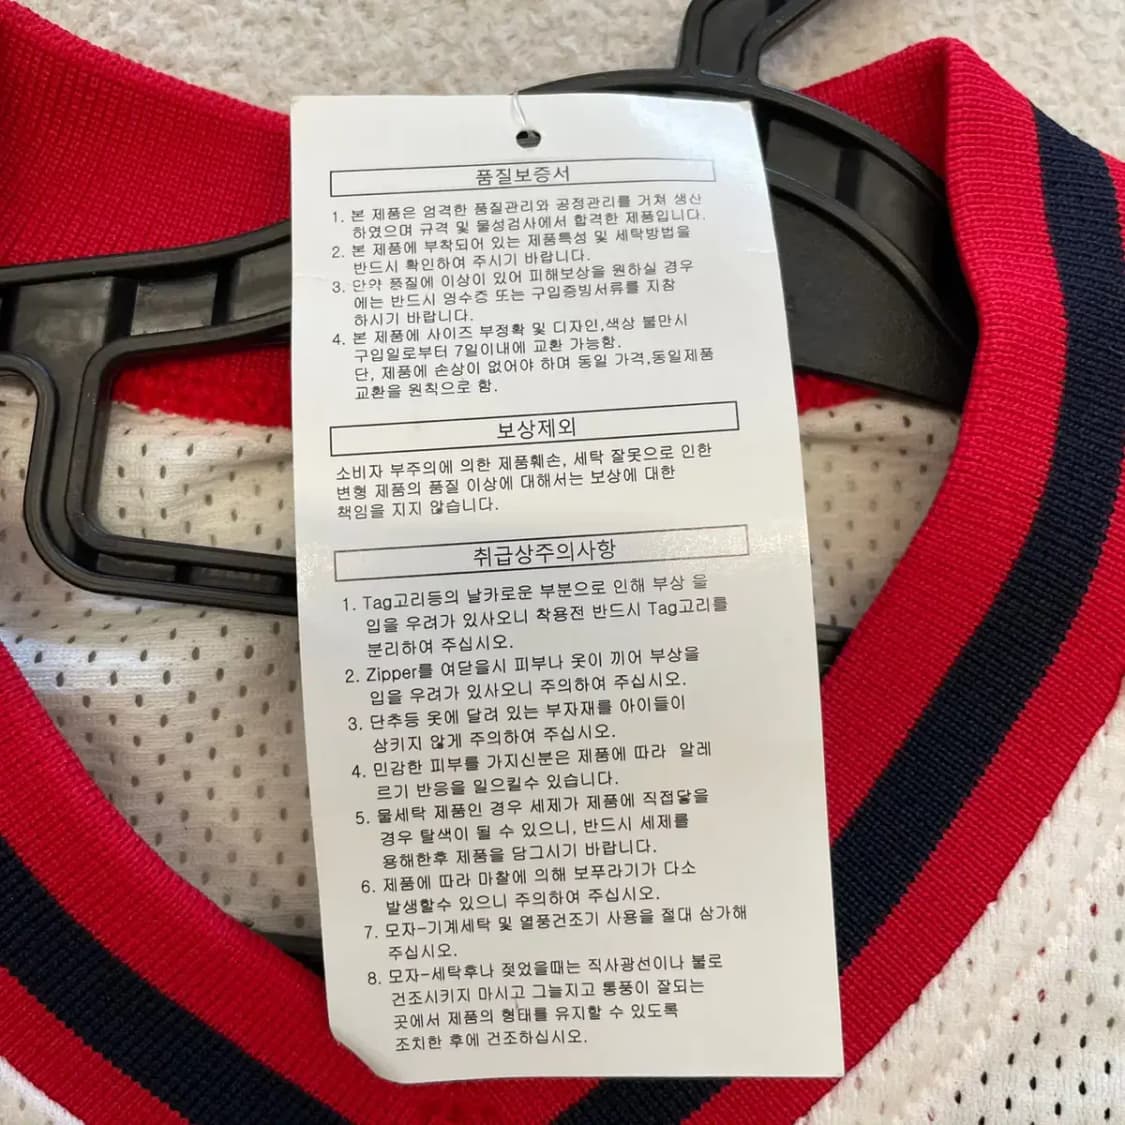 품질보증서
1. 본 제품은 엄격한 품질관리와 공정관리를 거쳐 생산
하였으며 규격 및 물성검사에서 합격한 제품입니다.
2. 본 제품에 부착되어 있는 제품특성 및 세탁방법을
반드시 확인하여 주시기 바랍니다.
3. 만약 품질에 이상이 있어 피해보상을 원하실 경우
에는 반드시 영수증 또는 구입증빙서류를 지참
하시기 바랍니다.
4. 본 제품에 사이즈 부정확 및 디자인,색상 불만시
구입일로부터 7일이내에 교환 가능함.
단, 제품에 손상이 없어야 하며 동일 가격,동일제품
교환을 원칙으로 함.
보상제외
소비자 부주의에 의한 제품훼손, 세탁 잘못으로 인한
변형 제품의 품질 이상에 대해서는 보상에 대한
책임을 지지 않습니다.
취급상주의사항
1. Tag고리등의 날카로운 부분으로 인해 부상 을
입을 우려가 있사오니 착용전 반드시 Tag고리를
분리하여 주십시오.
2. Zipper를 여닫을시 피부나 옷이 끼어 부상을
입을 우려가 있사오니 주의하여 주십시오.
3. 단추등 옷에 달려 있는 부자재를 아이들이
삼키지 않게 주의하여 주십시오.
4. 민감한 피부를 가지신분은 제품에 따라 알레
르기 반응을 일으킬수 있습니다.
5. 물세탁 제품인 경우 세제가 제품에 직접닿을
경우 탈색이 될 수 있으니, 반드시 세제를
용해한후 제품을 담그시기 바랍니다.
6. 제품에 따라 마찰에 의해 보푸라기가 다소
발생할수 있으니 주의하여 주십시오.
7. 모자-기계세탁 및 열풍건조기 사용을 절대 삼가해
주십시오.
8. 모자-세탁후나 젖었을때는 직사광선이나 불로
건조시키지 마시고 그늘지고 통풍이 잘되는
곳에서 제품의 형태를 유지할 수 있도록
조치한 후에 건조하십시오.